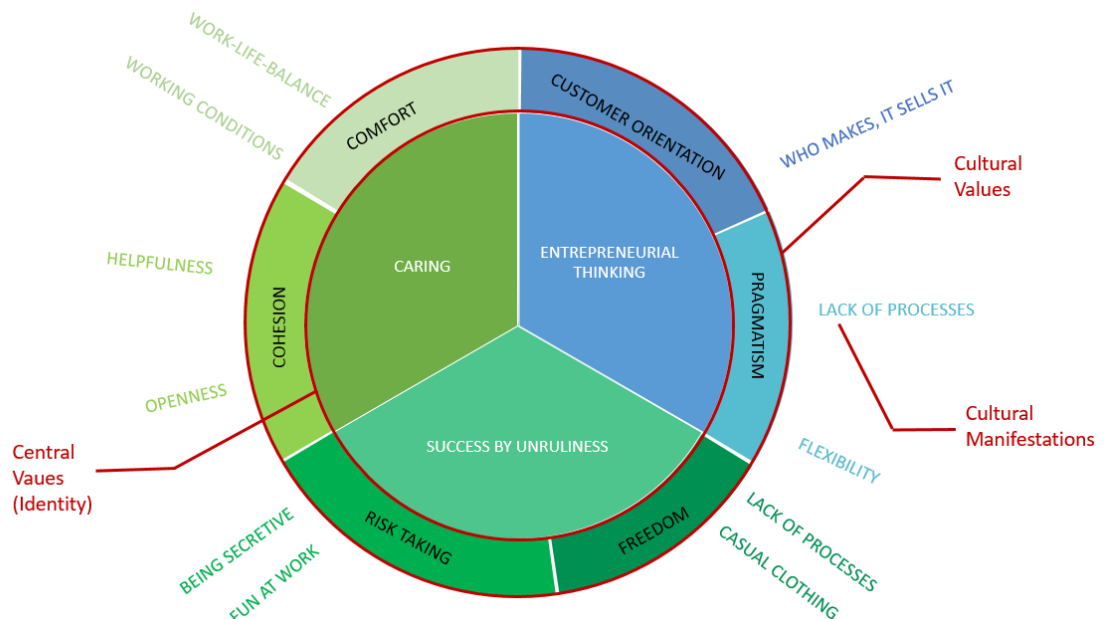 WORK-LIFE-BALANCE
WORKING CONDITIONS
COMFORT
CUSTOMER ORIENTATION
WHO MAKES, IT SELLS IT
Cultural
Values
HELPFULNESS
CARING
ENTREPRENEURIAL
THINKING
COHESION
PRAGMATISM
LACK OF PROCESSES
OPENNESS
Cultural
Manifestations
Central
Vaues
(Identity)
SUCCESS BY UNRULINESS
FLEXIBILITY
RISK TAKING
FREEDOM
LACK OF PROCESSES
CASUAL CLOTHING
BEING SECRETIVE
FUN AT WORK